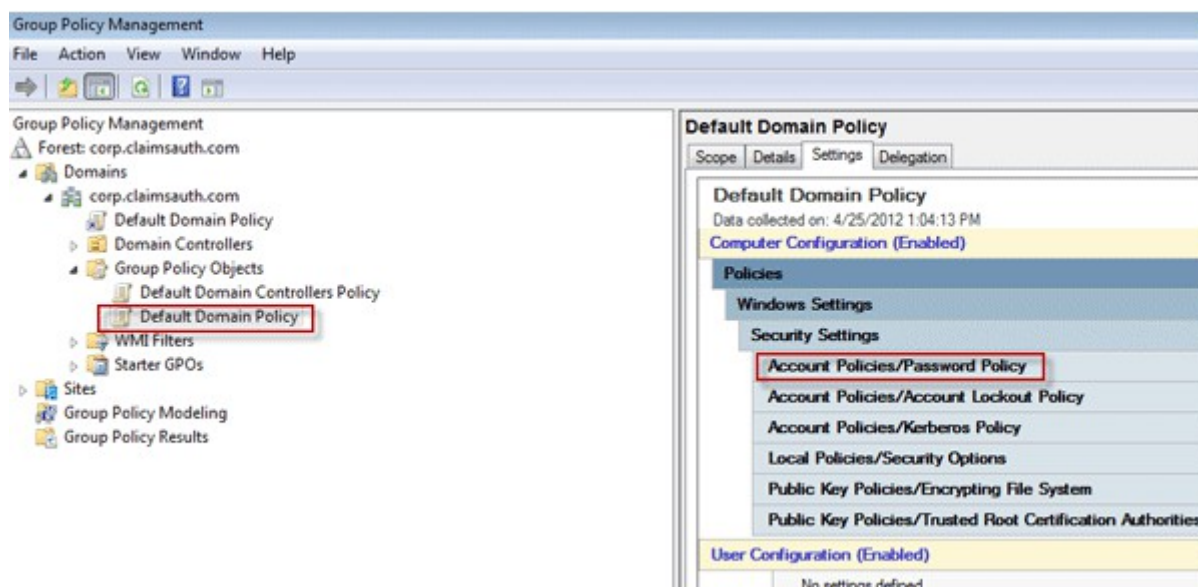 Group Policy Management
File Action View Window Help
Group Policy Management
Forest: corp.claimsauth.com
Domains
corp.claimsauth.com
Default Domain Policy
Domain Controllers
Group Policy Objects
Default Domain Controllers Policy
Default Domain Policy
WMI Filters
Starter GPOs
Sites
Group Policy Modeling
Group Policy Results
Default Domain Policy
Scope Details Settings Delegation
Default Domain Policy
Data collected on: 4/25/2012 1:04:13 PM
Computer Configuration (Enabled)
Policies
Windows Settings
Security Settings
Account Policies/Password Policy
Account Policies/Account Lockout Policy
Account Policies/Kerberos Policy
Local Policies/Security Options
Public Key Policies/Encrypting File System
Public Key Policies/Trusted Root Certification Authorities
User Configuration (Enabled)
No settings defined